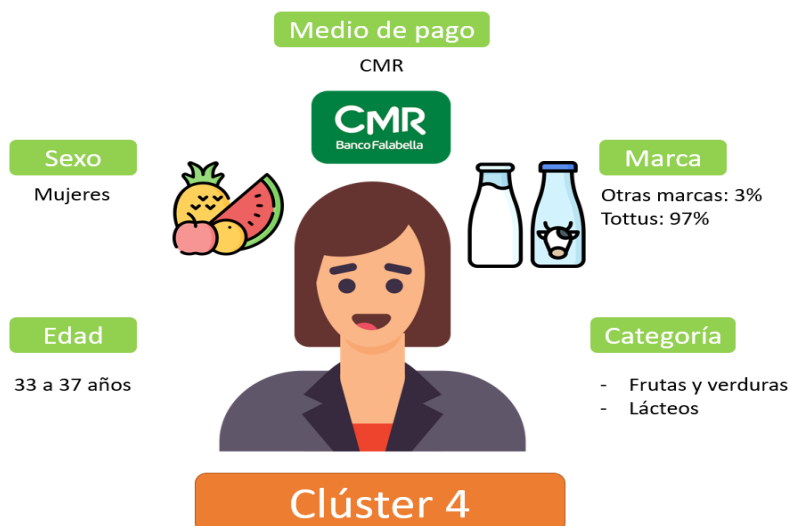 Medio de pago
CMR
CMR
Banco Falabella
Sexo
Mujeres
Marca
Otras marcas: 3%
Tottus: 97%
Edad
33 a 37 años
Categoría
- Frutas y verduras
- Lácteos
Clúster 4